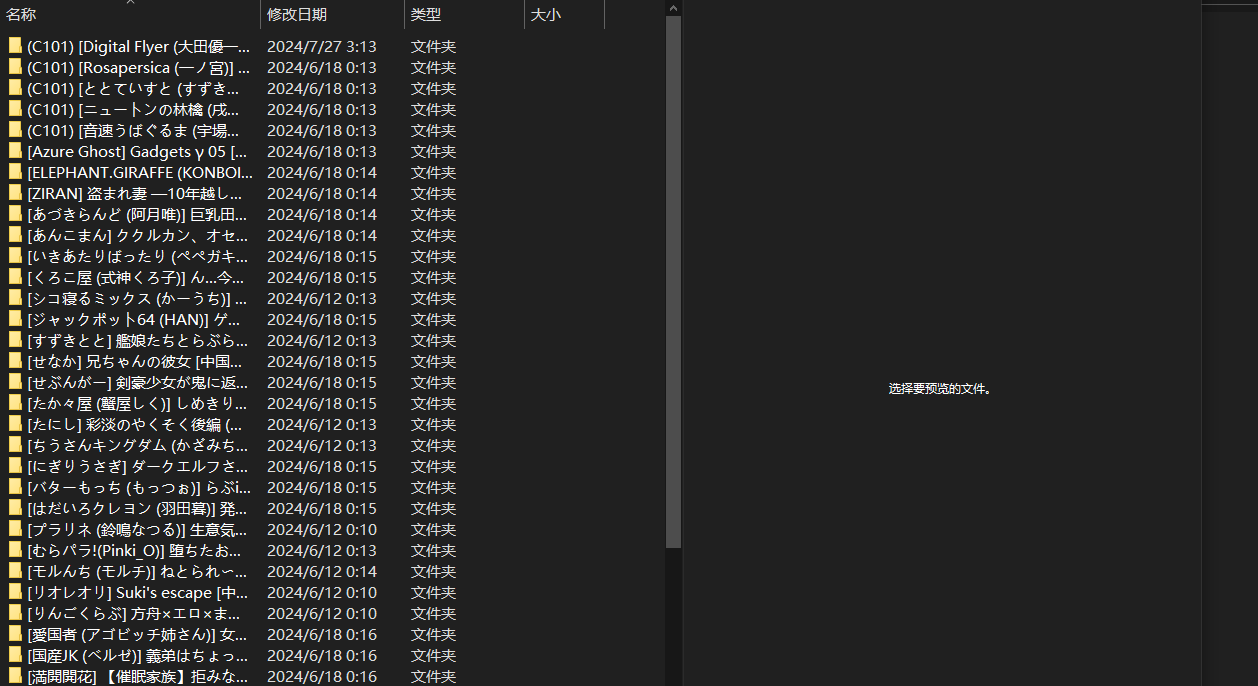 名称 修改日期 类型 大小
(C101) [Digital Flyer (大田優一... 2024/7/27 3:13 文件夹
(C101) [Rosapersica (一ノ宮)] ... 2024/6/18 0:13 文件夹
(C101) [ととていすと (すずき... 2024/6/18 0:13 文件夹
(C101) [ニュートンの林檎 (戌... 2024/6/18 0:13 文件夹
(C101) [音速うばぐるま (宇場... 2024/6/18 0:13 文件夹
[Azure Ghost] Gadgets γ 05 [... 2024/6/18 0:13 文件夹
[ELEPHANT.GIRAFFE (KONBOI... 2024/6/18 0:14 文件夹
[ZIRAN] 盗まれ妻 —10年越し... 2024/6/18 0:14 文件夹
[あづきらんど (阿月唯)] 巨乳田... 2024/6/18 0:14 文件夹
[あんこまん] ククルカン、オセ... 2024/6/18 0:14 文件夹
[いきあたりばったり (ペペガキ... 2024/6/18 0:15 文件夹
[くろこ屋 (式神くろ子)] ん...今... 2024/6/18 0:15 文件夹
[シコ寝るミックス (かーうち)] ... 2024/6/12 0:13 文件夹
[ジャックポット64 (HAN)] ゲ... 2024/6/18 0:15 文件夹
[すずきとと] 艦娘たちとらぶら... 2024/6/12 0:13 文件夹
[せなか] 兄ちゃんの彼女 [中国... 2024/6/18 0:15 文件夹
[せぶんがー] 剣豪少女が鬼に返... 2024/6/18 0:15 文件夹
[たか々屋 (蟹屋しく)] しめきり... 2024/6/18 0:15 文件夹
[たにし] 彩淡のやくそく後編 (... 2024/6/12 0:13 文件夹
[ちうさんキングダム (かざみち... 2024/6/12 0:13 文件夹
[にぎりうさぎ] ダークエルフさ... 2024/6/18 0:15 文件夹
[バターもっち (もっつぉ)] らぶi... 2024/6/18 0:15 文件夹
[はだいろクレヨン (羽田暮)] 発... 2024/6/18 0:15 文件夹
[プラリネ (鈴鳴なつる)] 生意気... 2024/6/12 0:10 文件夹
[むらパラ!(Pinki_O)] 堕ちたお... 2024/6/12 0:13 文件夹
[モルんち (モルチ)] ねとられ〜... 2024/6/12 0:14 文件夹
[リオレオリ] Suki's escape [中... 2024/6/12 0:10 文件夹
[りんごくらぶ] 方舟×エロ×ま... 2024/6/12 0:10 文件夹
[愛国者 (アゴビッチ姉さん)] 女... 2024/6/18 0:16 文件夹
[国産JK (ベルゼ)] 義弟はちょっ... 2024/6/18 0:16 文件夹
[満開開花] 【催眠家族】拒みな... 2024/6/18 0:16 文件夹
选择要预览的文件。